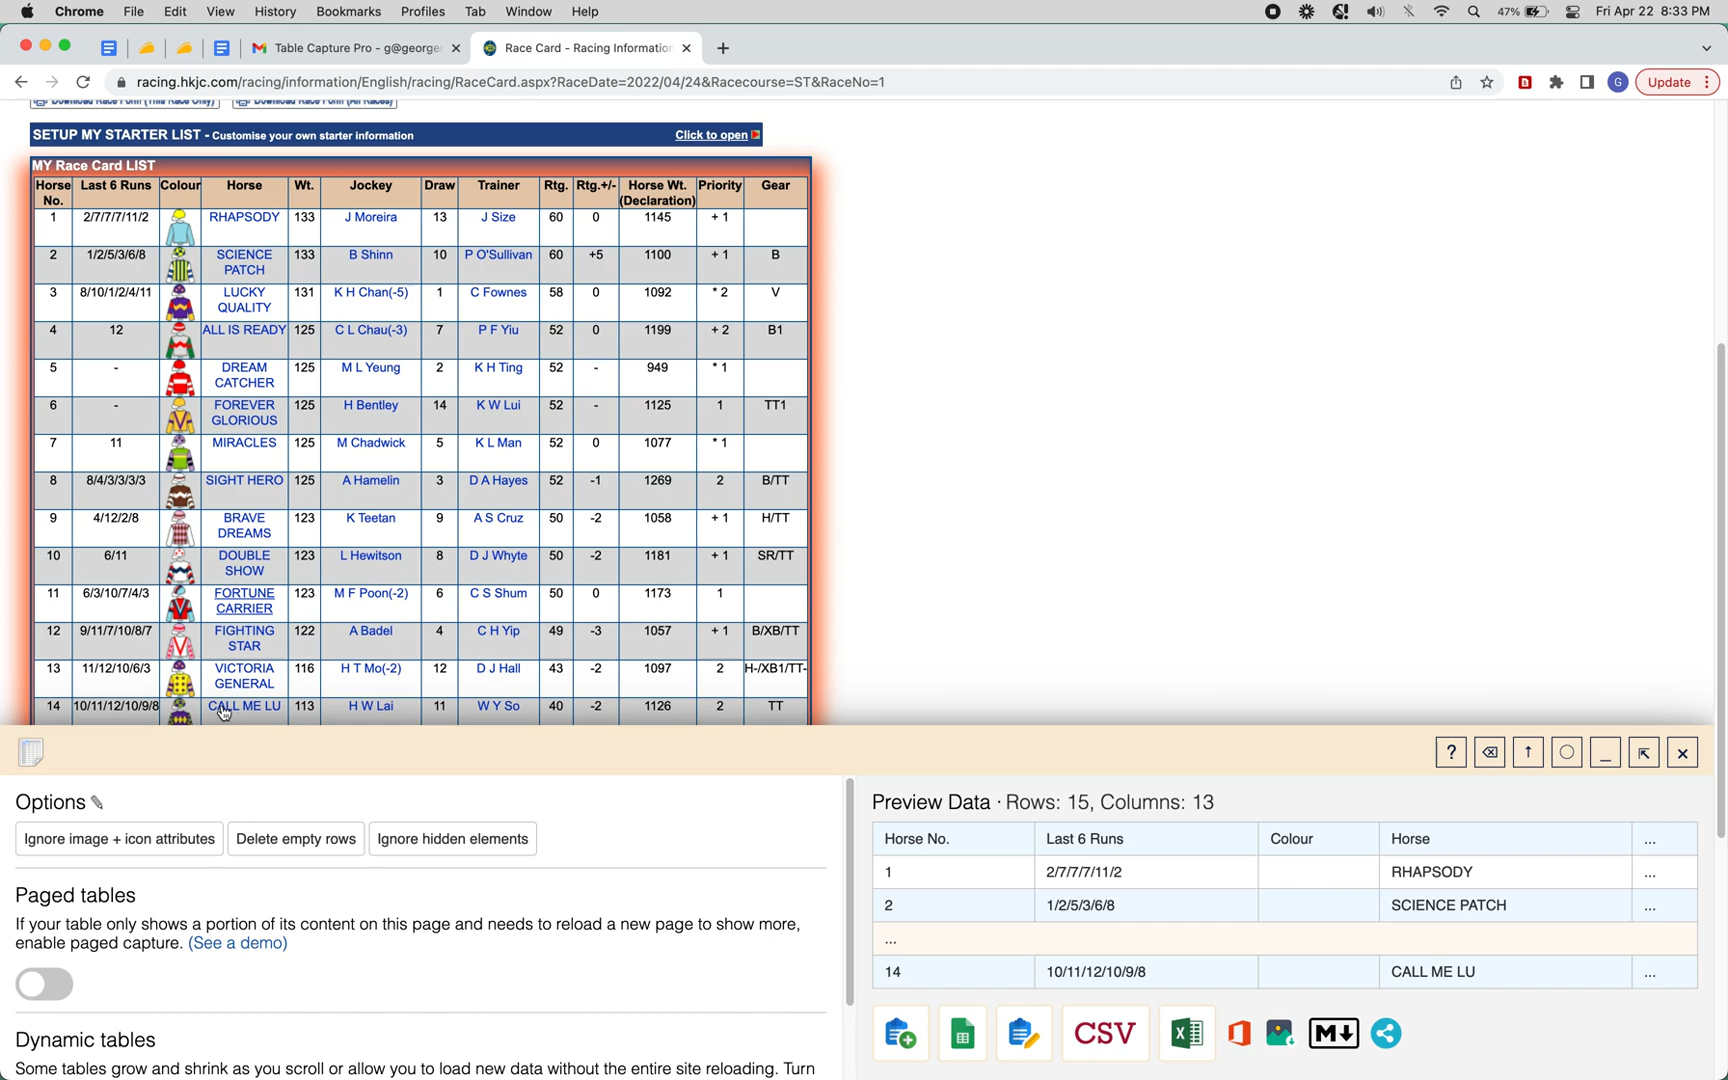 Chrome File Edit View History Bookmarks Profiles Tab Window Help 47% Fri Apr 22 8:33 PM
Table Capture Pro - g@george Race Card - Racing Information
racing.hkjc.com/racing/information/English/racing/RaceCard.aspx?RaceDate=2022/04/24&Racecourse=ST&RaceNo=1 G Update
Download Race Form (This Race Only) Download Race Form (All Races)
SETUP MY STARTER LIST - Customise your own starter information Click to open
MY Race Card LIST
Horse Last 6 Runs Colour Horse Wt. Jockey Draw Trainer Rtg. Rtg.+/- Horse Wt. Priority Gear
No. (Declaration)
1 2/7/7/7/11/2 RHAPSODY 133 J Moreira 13 J Size 60 0 1145 + 1
2 1/2/5/3/6/8 SCIENCE 133 B Shinn 10 P O'Sullivan 60 +5 1100 + 1 B
PATCH
3 8/10/1/2/4/11 LUCKY 131 K H Chan(-5) 1 C Fownes 58 0 1092 * 2 V
QUALITY
4 12 ALL IS READY 125 C L Chau(-3) 7 P F Yiu 52 0 1199 + 2 B1
5 - DREAM 125 M L Yeung 2 K H Ting 52 - 949 * 1
CATCHER
6 - FOREVER 125 H Bentley 14 K W Lui 52 - 1125 1 TT1
GLORIOUS
7 11 MIRACLES 125 M Chadwick 5 K L Man 52 0 1077 * 1
8 8/4/3/3/3/3 SIGHT HERO 125 A Hamelin 3 D A Hayes 52 -1 1269 2 B/TT
9 4/12/2/8 BRAVE 123 K Teetan 9 A S Cruz 50 -2 1058 + 1 H/TT
DREAMS
10 6/11 DOUBLE 123 L Hewitson 8 D J Whyte 50 -2 1181 + 1 SR/TT
SHOW
11 6/3/10/7/4/3 FORTUNE 123 M F Poon(-2) 6 C S Shum 50 0 1173 1
CARRIER
12 9/11/7/10/8/7 FIGHTING 122 A Badel 4 C H Yip 49 -3 1057 + 1 B/XB/TT
STAR
13 11/12/10/6/3 VICTORIA 116 H T Mo(-2) 12 D J Hall 43 -2 1097 2 H-/XB1/TT-
GENERAL
14 10/11/12/10/9/8 CALL ME LU 113 H W Lai 11 W Y So 40 -2 1126 2 TT
?
Options
Ignore image + icon attributes Delete empty rows Ignore hidden elements
Paged tables
If your table only shows a portion of its content on this page and needs to reload a new page to show more,
enable paged capture. (See a demo)
Dynamic tables
Some tables grow and shrink as you scroll or allow you to load new data without the entire site reloading. Turn
Preview Data · Rows: 15, Columns: 13
Horse No. Last 6 Runs Colour Horse ...
1 2/7/7/7/11/2 RHAPSODY ...
2 1/2/5/3/6/8 SCIENCE PATCH ...
...
14 10/11/12/10/9/8 CALL ME LU ...
CSV M